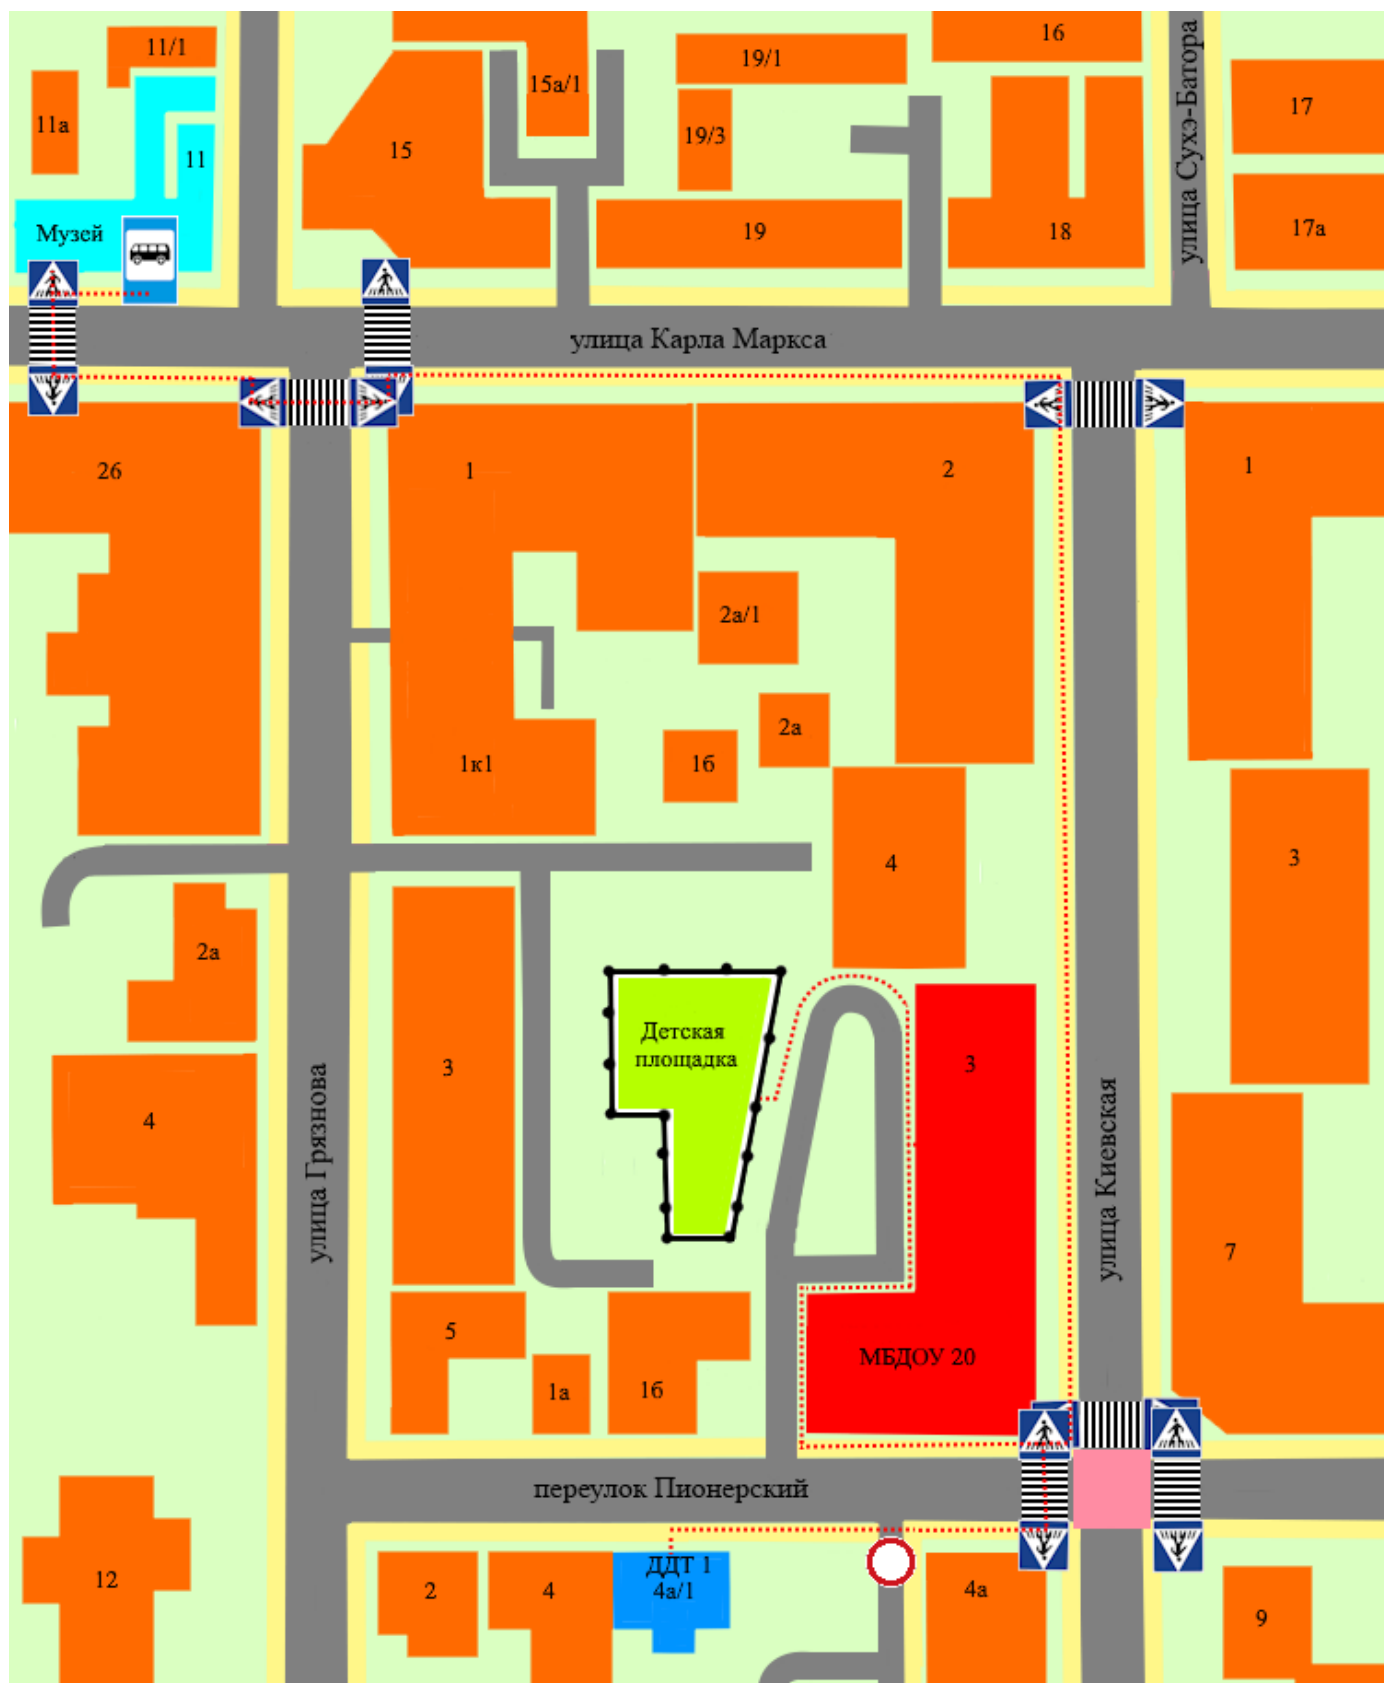 11/1
15а/1
19/1
16
улица Сухэ-Батора
17
11а
11
15
19/3
17а
Музей
19
18
улица Карла Маркса
26
1
2
1
2а/1
2а
1б
1к1
4
3
2а
Детская
площадка
3
3
4
улица Грязнова
улица Киевская
7
5
МБДОУ 20
1а
1б
переулок Пионерский
ДДТ 1
4а/1
12
2
4
4а
9